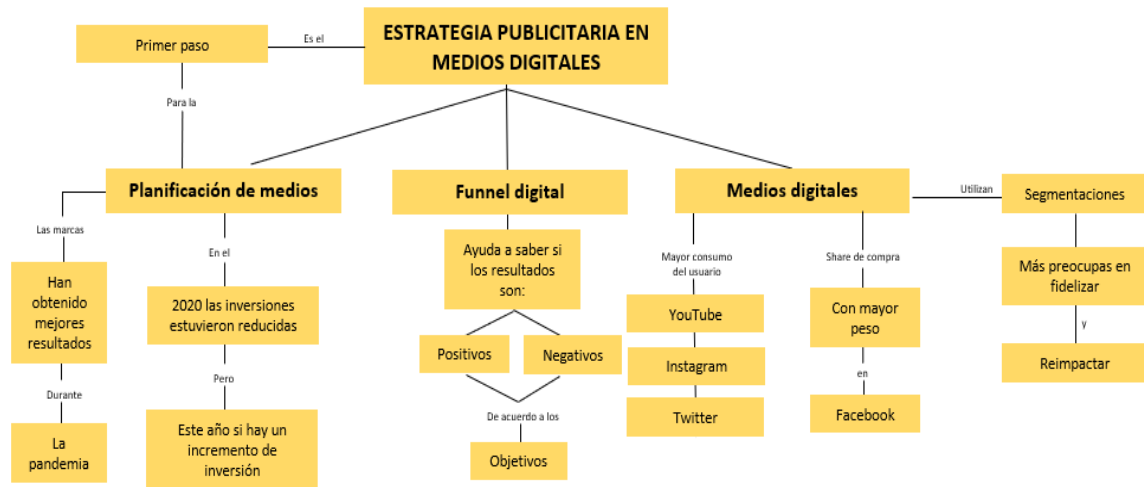 ESTRATEGIA PUBLICITARIA EN
MEDIOS DIGITALES
Es el
Primer paso
Para la
Planificación de medios
Las marcas
Han
obtenido
mejores
resultados
Durante
La
pandemia
En el
2020 las inversiones
estuvieron reducidas
Pero
Este año si hay un
incremento de
inversión
Funnel digital
Ayuda a saber si
los resultados
son:
Positivos
Negativos
De acuerdo a los
Objetivos
Medios digitales
Mayor consumo
del usuario
YouTube
Instagram
Twitter
Share de compra
Con mayor
peso
en
Facebook
Utilizan
Segmentaciones
Más preocupas en
fidelizar
y
Reimpactar